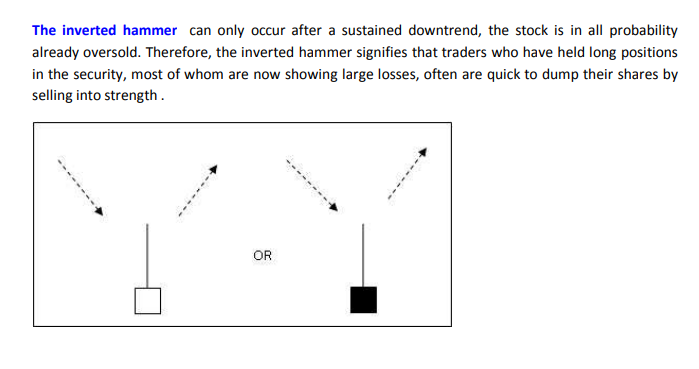 The inverted hammer can only occur after a sustained downtrend, the stock is in all probability
already oversold. Therefore, the inverted hammer signifies that traders who have held long positions
in the security, most of whom are now showing large losses, often are quick to dump their shares by
selling into strength .
OR